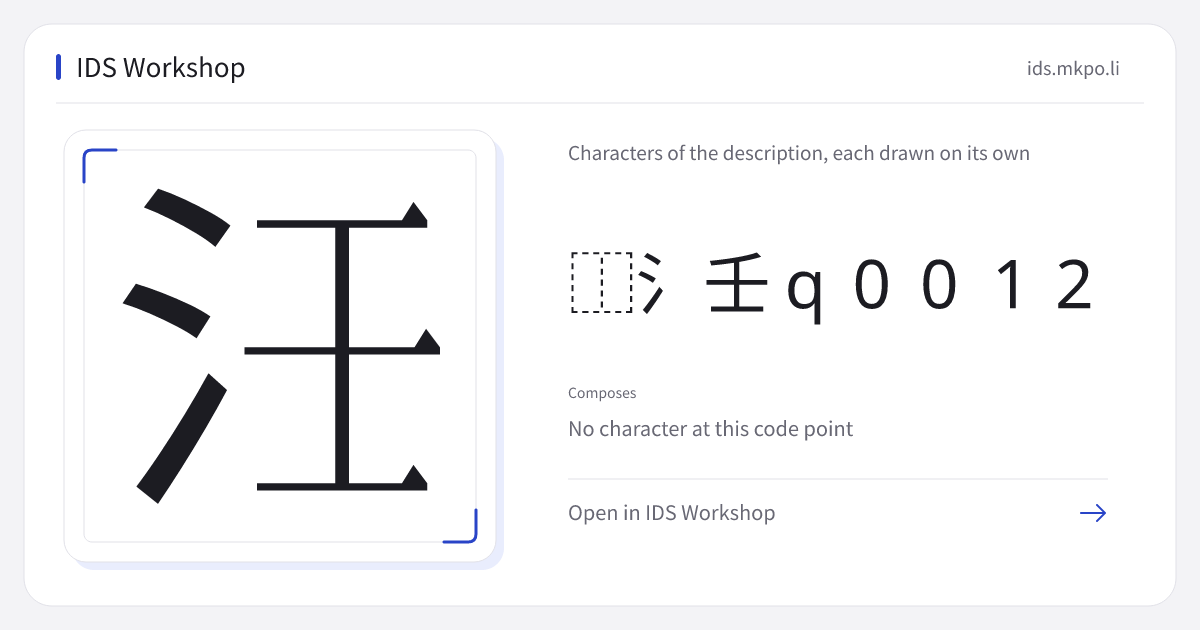 IDS Workshop
ids.mkpo.li
汪
Characters of the description, each drawn on its own
⿰氵壬q0012
Composes
No character at this code point
Open in IDS Workshop